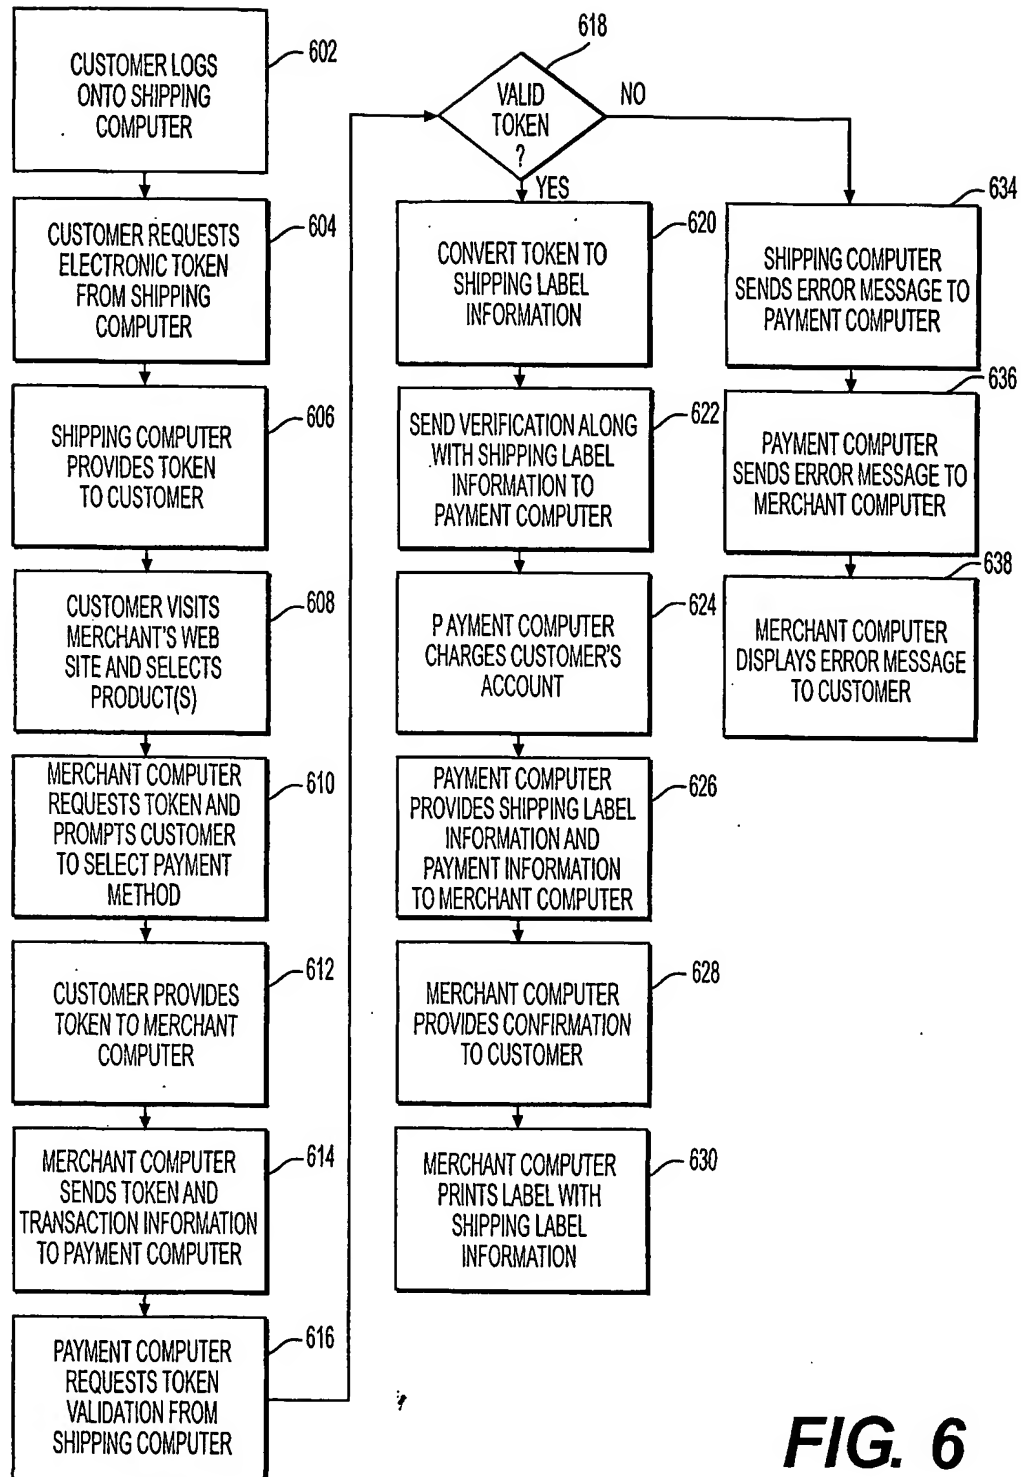 CUSTOMER LOGS
ONTO SHIPPING
COMPUTER
602
CUSTOMER REQUESTS
ELECTRONIC TOKEN
FROM SHIPPING
COMPUTER
604
SHIPPING COMPUTER
PROVIDES TOKEN
TO CUSTOMER
606
CUSTOMER VISITS
MERCHANT'S WEB
SITE AND SELECTS
PRODUCT(S)
608
MERCHANT COMPUTER
REQUESTS TOKEN AND
PROMPTS CUSTOMER
TO SELECT PAYMENT
METHOD
610
CUSTOMER PROVIDES
TOKEN TO MERCHANT
COMPUTER
612
MERCHANT COMPUTER
SENDS TOKEN AND
TRANSACTION INFORMATION
TO PAYMENT COMPUTER
614
PAYMENT COMPUTER
REQUESTS TOKEN
VALIDATION FROM
SHIPPING COMPUTER
616
618
VALID
TOKEN
?
NO
YES
CONVERT TOKEN TO
SHIPPING LABEL
INFORMATION
620
SEND VERIFICATION ALONG
WITH SHIPPING LABEL
INFORMATION TO
PAYMENT COMPUTER
622
PAYMENT COMPUTER
CHARGES CUSTOMER'S
ACCOUNT
624
PAYMENT COMPUTER
PROVIDES SHIPPING LABEL
INFORMATION AND
PAYMENT INFORMATION
TO MERCHANT COMPUTER
626
MERCHANT COMPUTER
PROVIDES CONFIRMATION
TO CUSTOMER
628
MERCHANT COMPUTER
PRINTS LABEL WITH
SHIPPING LABEL
INFORMATION
630
634
SHIPPING COMPUTER
SENDS ERROR MESSAGE TO
PAYMENT COMPUTER
636
PAYMENT COMPUTER
SENDS ERROR MESSAGE TO
MERCHANT COMPUTER
638
MERCHANT COMPUTER
DISPLAYS ERROR MESSAGE
TO CUSTOMER
FIG. 6